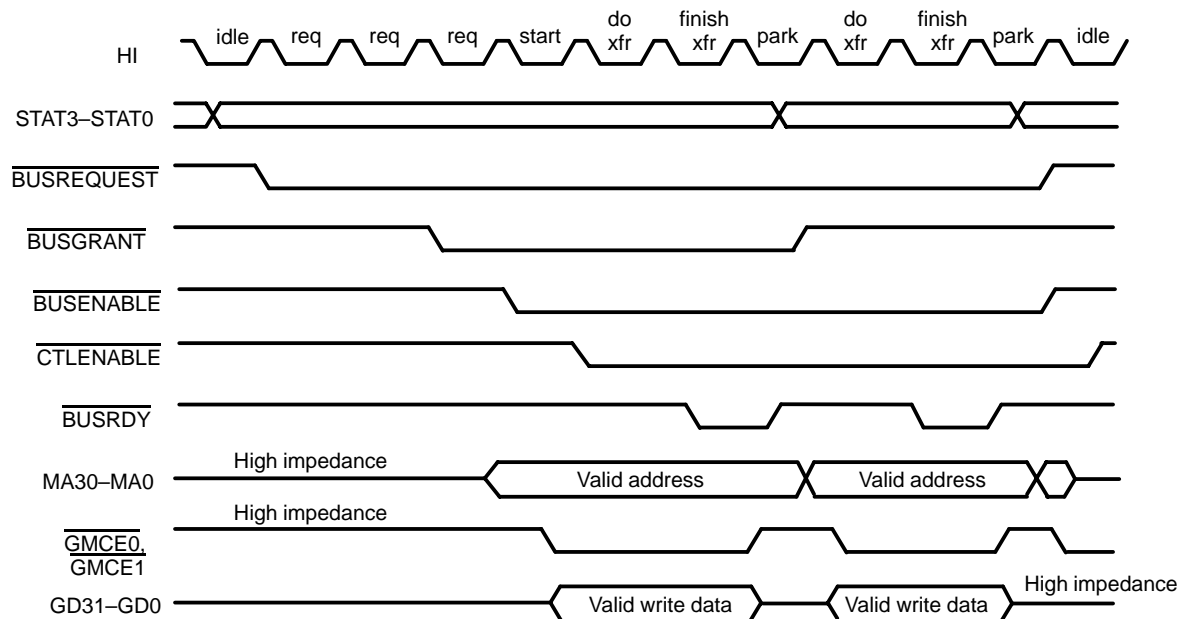 HI
idle req req req start do xfr finish xfr park do xfr finish xfr park idle
STAT3–STAT0
BUSREQUEST
BUSGRANT
BUSENABLE
CTLENABLE
BUSRDY
MA30–MA0 High impedance Valid address Valid address
GMCE0,
GMCE1
High impedance
GD31–GD0 Valid write data Valid write data High impedance